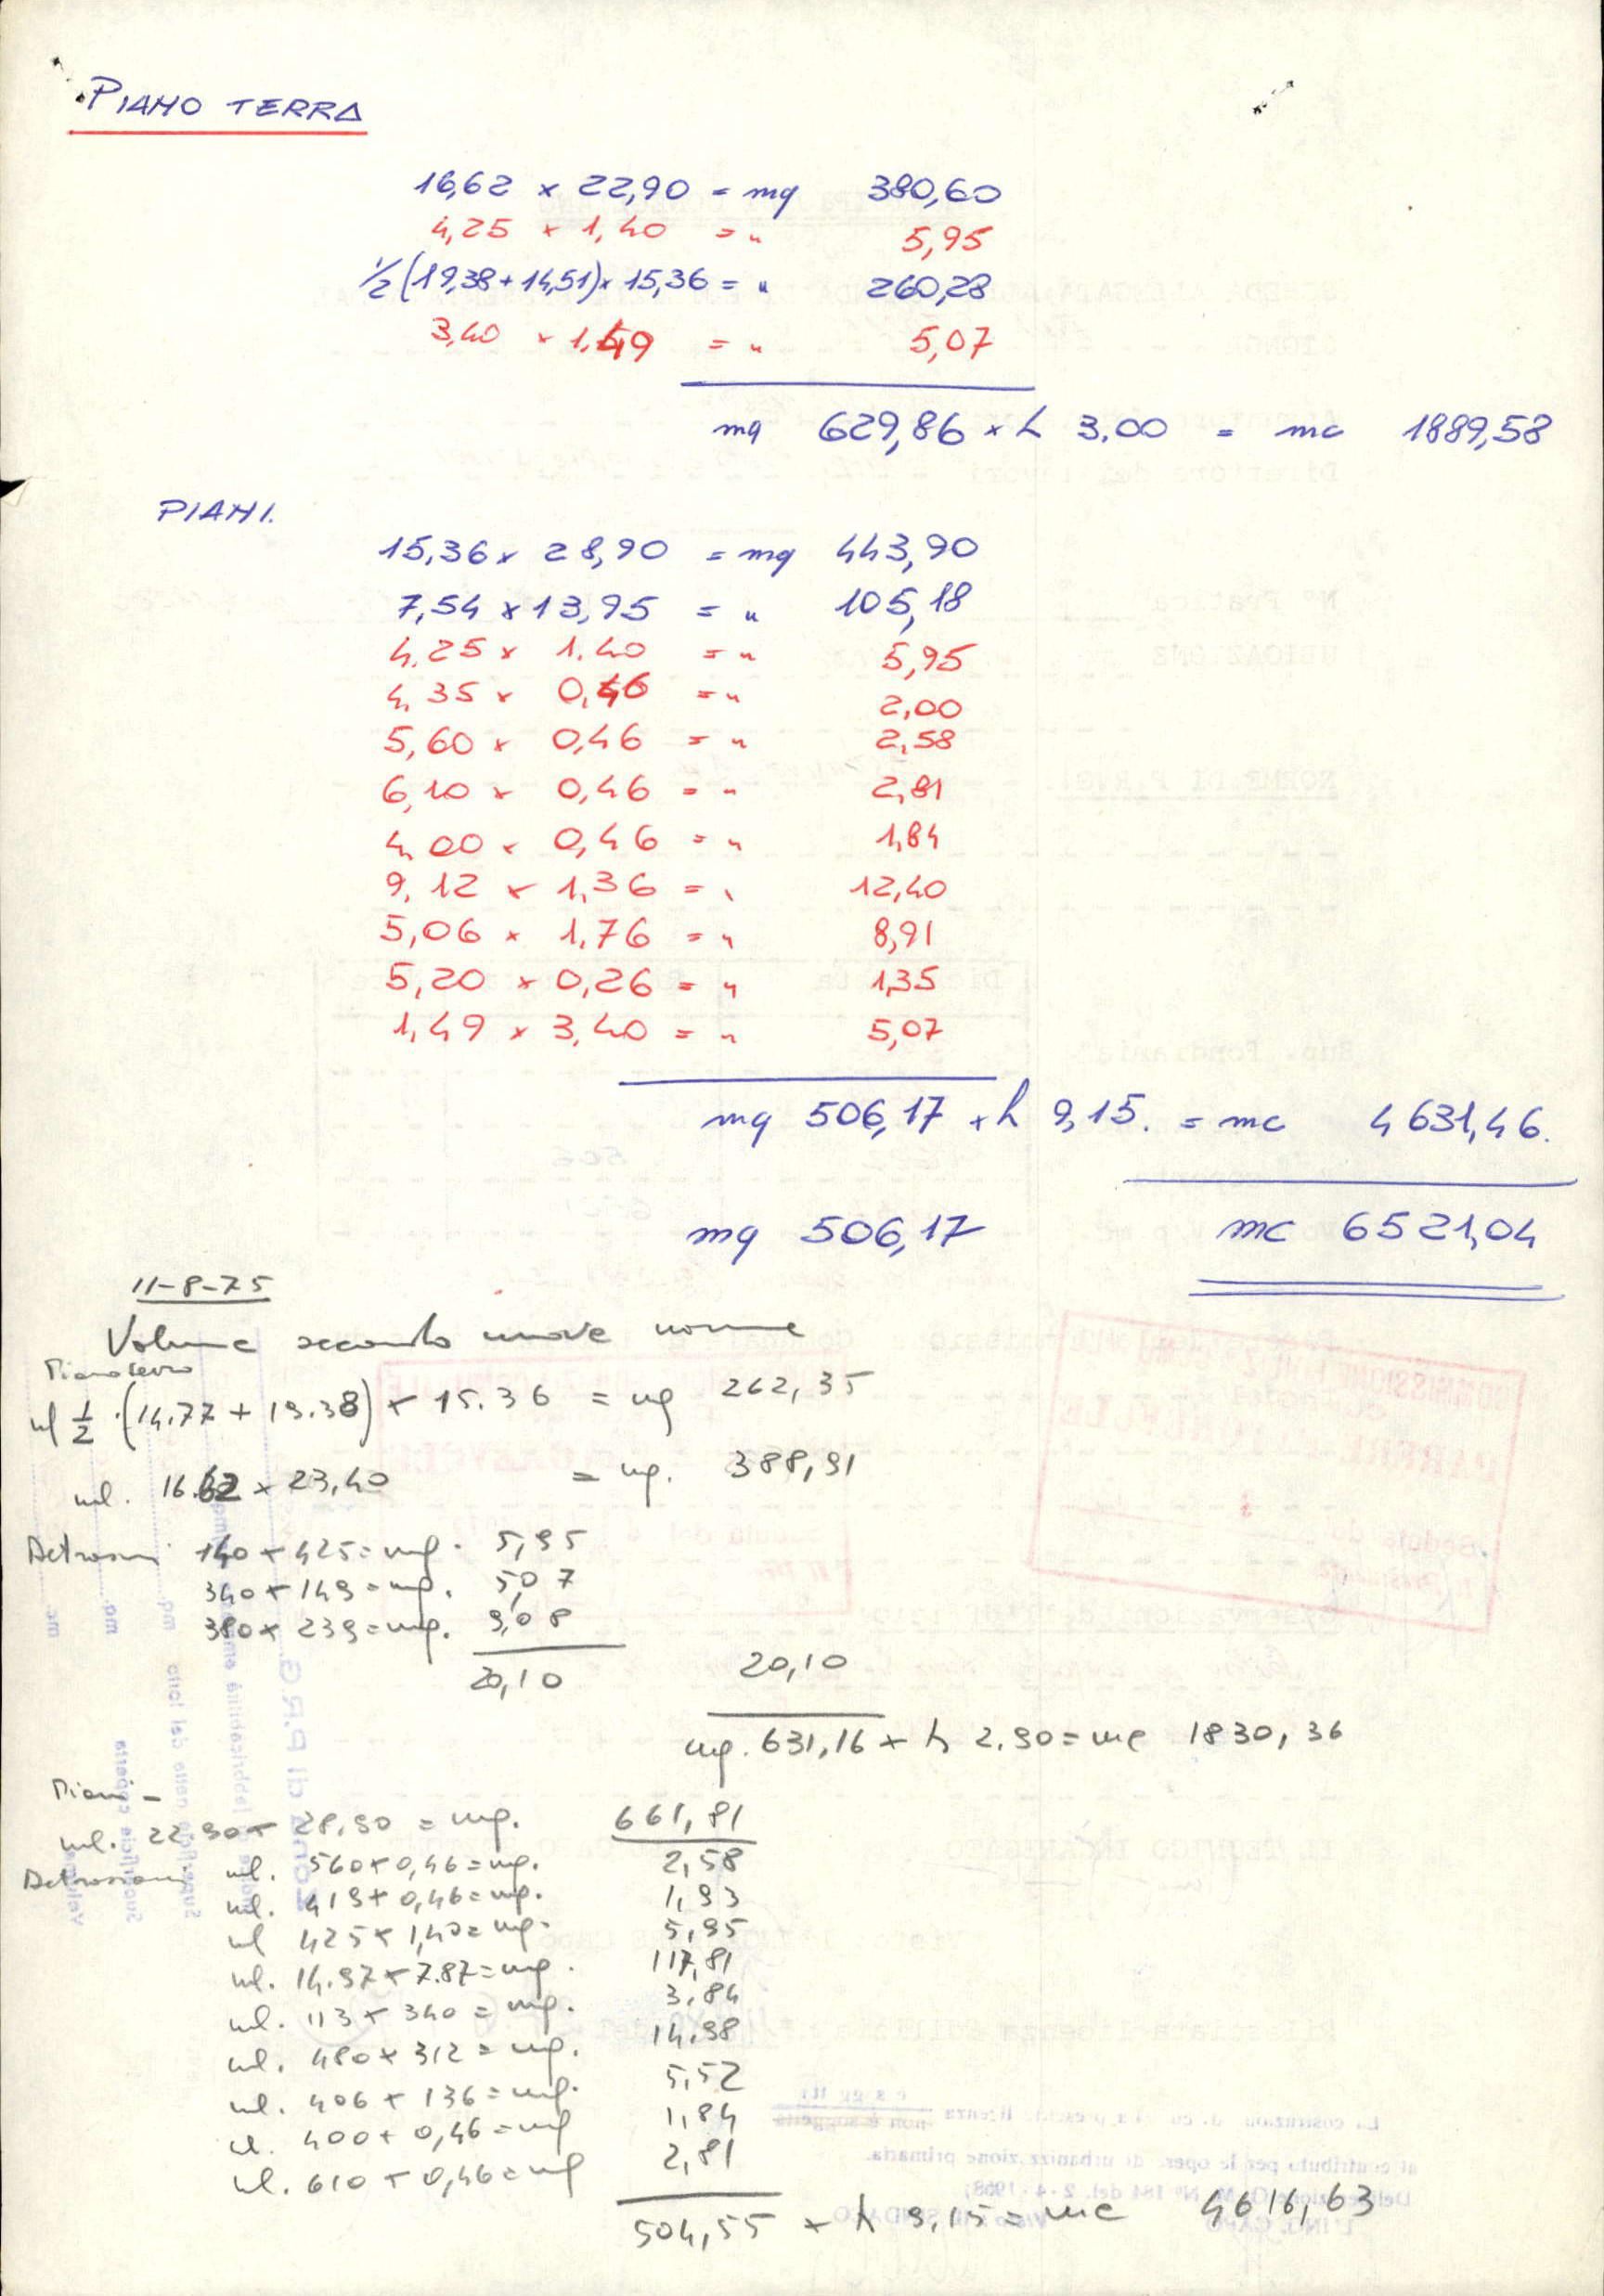 PIANO TERRA
16,62 x 22,90 = mq 380,60
4,25 x 1,40 = " 5,95
1/2 (19,38 + 14,51) x 15,36 = " 260,28
3,40 x 1,49 = " 5,07
mq 629,86 x h 3.00 = mc 1889,58
PIANI.
15,36 x 28,90 = mq 443,90
7,54 x 13,95 = " 105,18
4,25 x 1,40 = " 5,95
4,35 x 0,46 = " 2,00
5,60 x 0,46 = " 2,58
6,10 x 0,46 = " 2,81
4,00 x 0,46 = " 1,84
9,12 x 1,36 = " 12,40
5,06 x 1,76 = " 8,91
5,20 x 0,26 = " 1,35
1,49 x 3,40 = " 5,07
mq 506,17 x h 9,15. = mc 4631,46.
mq 506,17 mc 6521,04
11-8-75
Volume secondo nuove norme
Piano terra
ml 1/2 · (14.77 + 19.38) x 15.36 = mq 262,35
ml. 16.62 x 23,40 = mq. 388,91
Detrazioni 140 x 425 = mq. 5,95
340 x 149 = mq. 5,07
380 x 239 = mq. 9,08
20,10 20,10
mq. 631,16 x h 2.90 = mc 1830,36
Piani -
ml. 22.90 x 28.90 = mq. 661,81
Detrazioni ml. 560 x 0,46 = mq. 2,58
ml. 419 x 0,46 = mq. 1,93
ml 425 x 1,40 = mq. 5,95
ml. 14.97 x 7.87 = mq. 117,81
ml. 113 x 340 = mq. 3,84
ml. 480 x 312 = mq. 14.98
ml. 406 x 136 = mq. 5,52
ml. 400 x 0,46 = mq 1,84
ml. 610 x 0,46 = mq 2,81
504,55 x h 9,15 = mc 4616,63